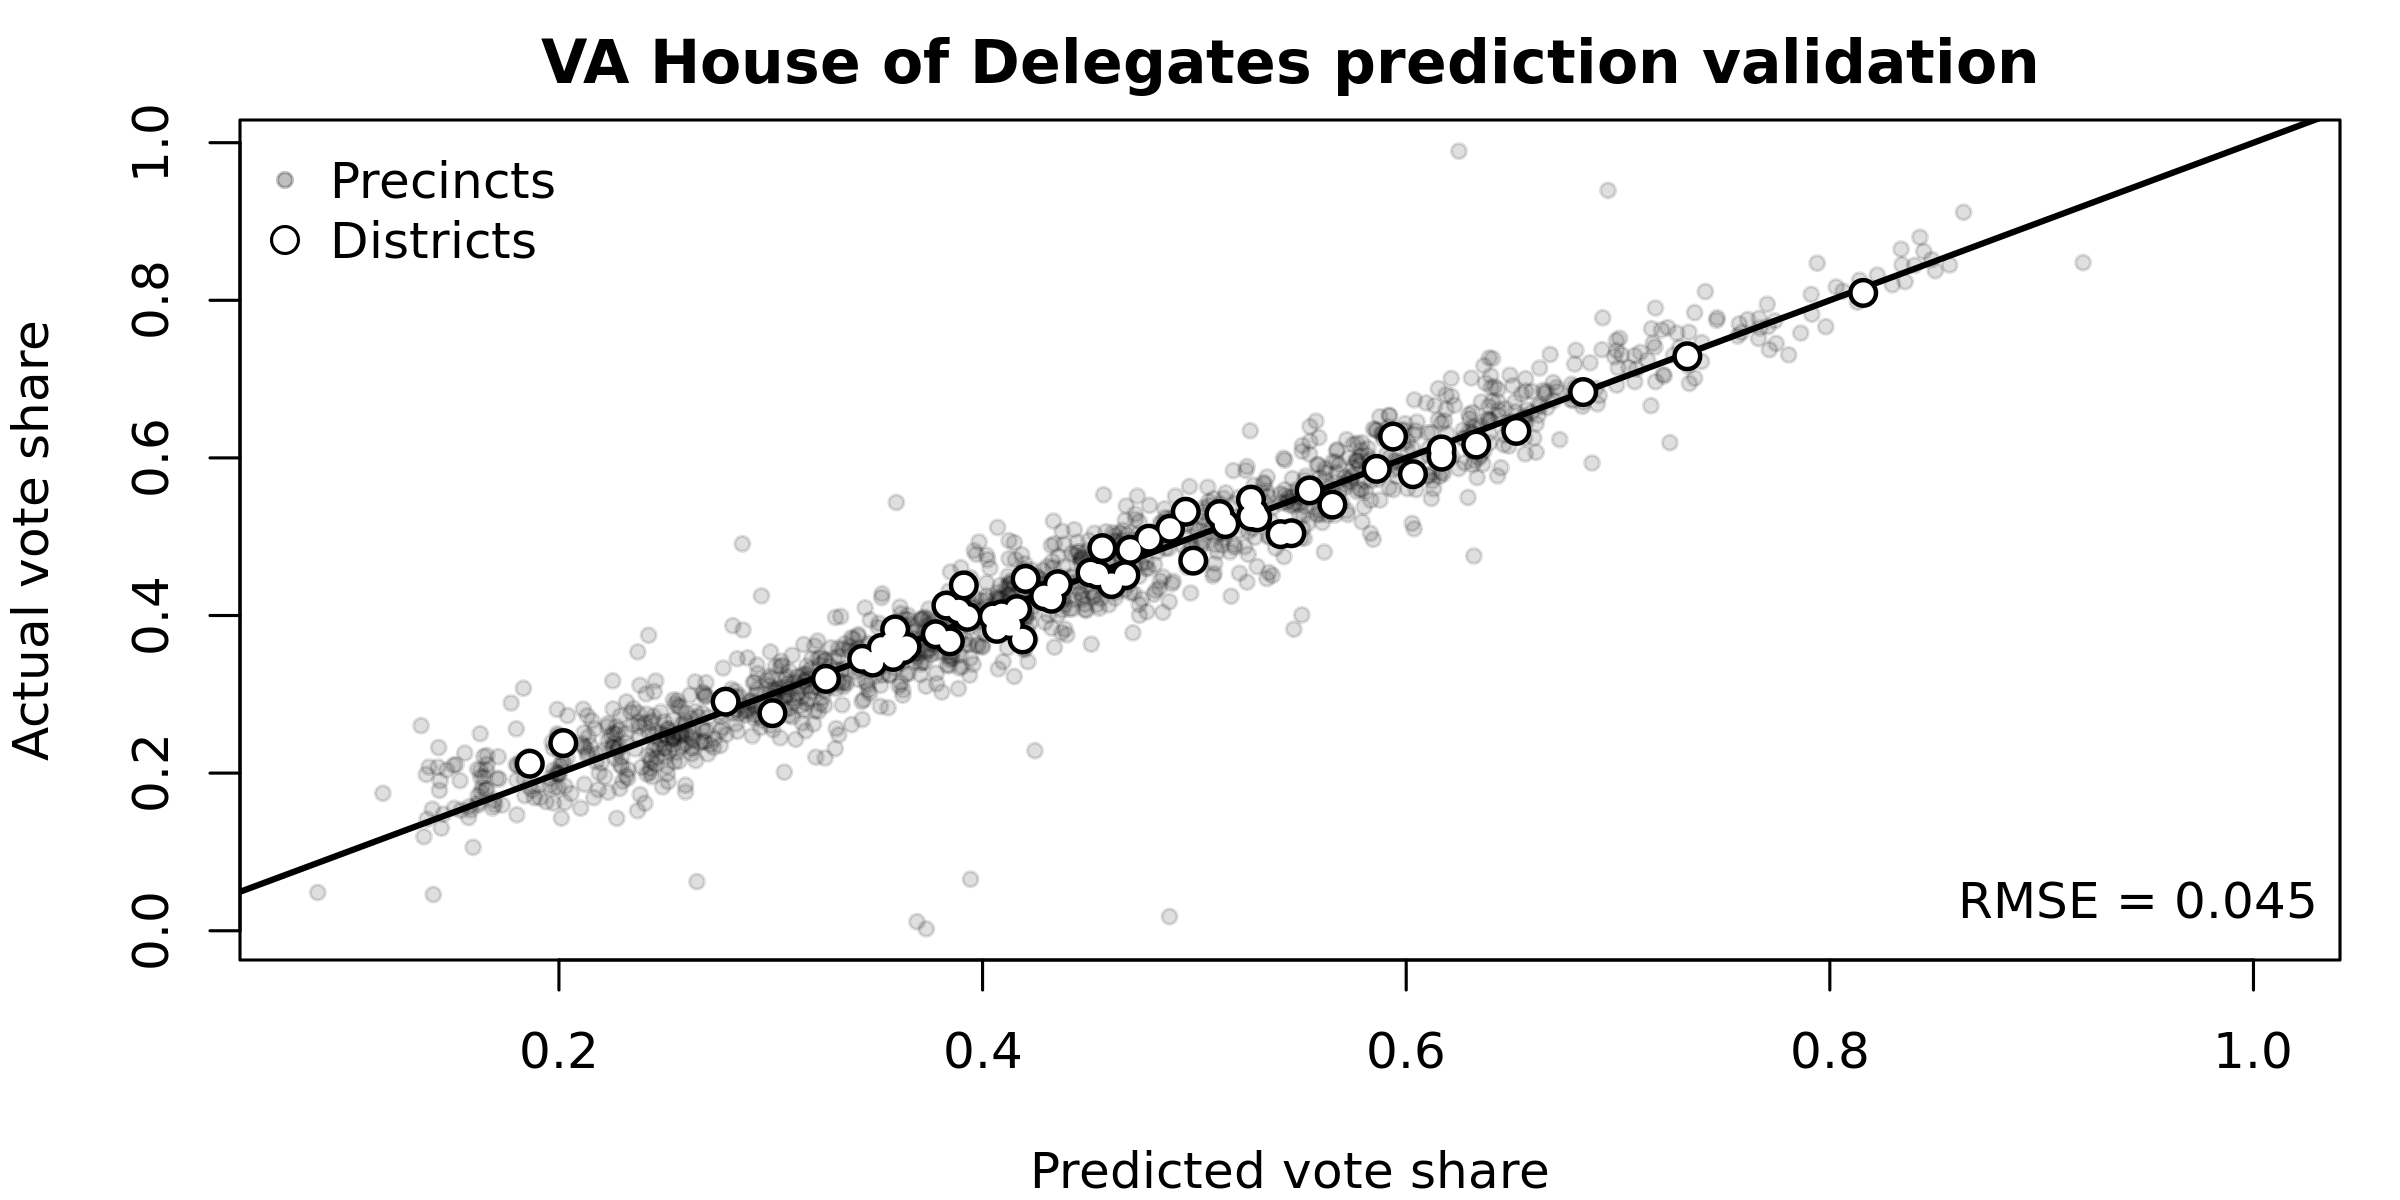 VA House of Delegates prediction validation
Actual vote share
1.0
0.8
0.6
0.4
0.2
0.0
Precincts
Districts
RMSE = 0.045
0.2 0.4 0.6 0.8 1.0
Predicted vote share